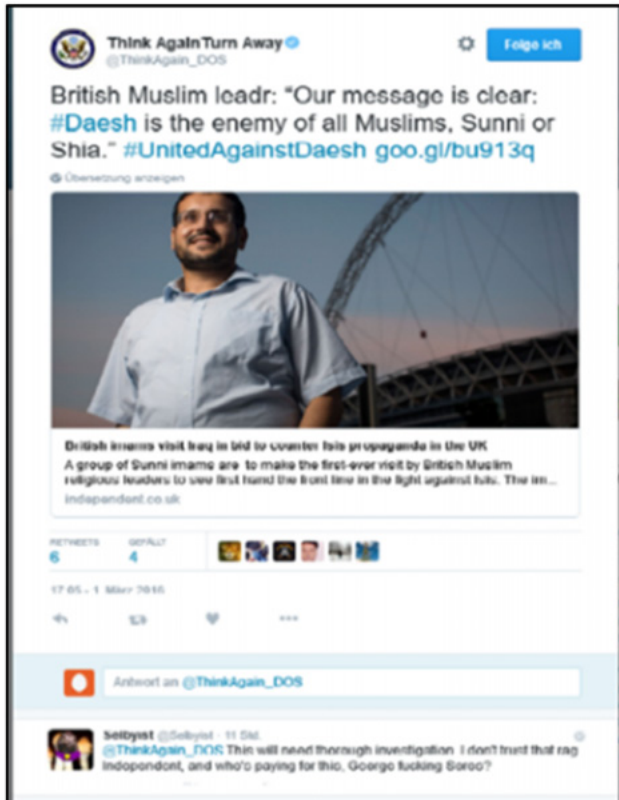 Think Again Turn Away
@ThinkAgain_DOS
Folge ich
British Muslim leadr: “Our message is clear:
#Daesh is the enemy of all Muslims, Sunni or
Shia.” #UnitedAgainstDaesh goo.gl/bu913q
Übersetzung anzeigen
British imams visit Iraq in bid to counter Isis propaganda in the UK
A group of Sunni imams are to make the first-ever visit by British Muslim
religious leaders to see first hand the front line in the fight against Isis. The im...
independent.co.uk
RETWEETS GEFÄLLT
6 4
17:05 - 1. März 2016
Antwort an @ThinkAgain_DOS
Selbyist @Selbyist · 11 Std.
@ThinkAgain_DOS This will need thorough investigation. I don't trust that rag
Independent, and who's paying for this, George fucking Soros?